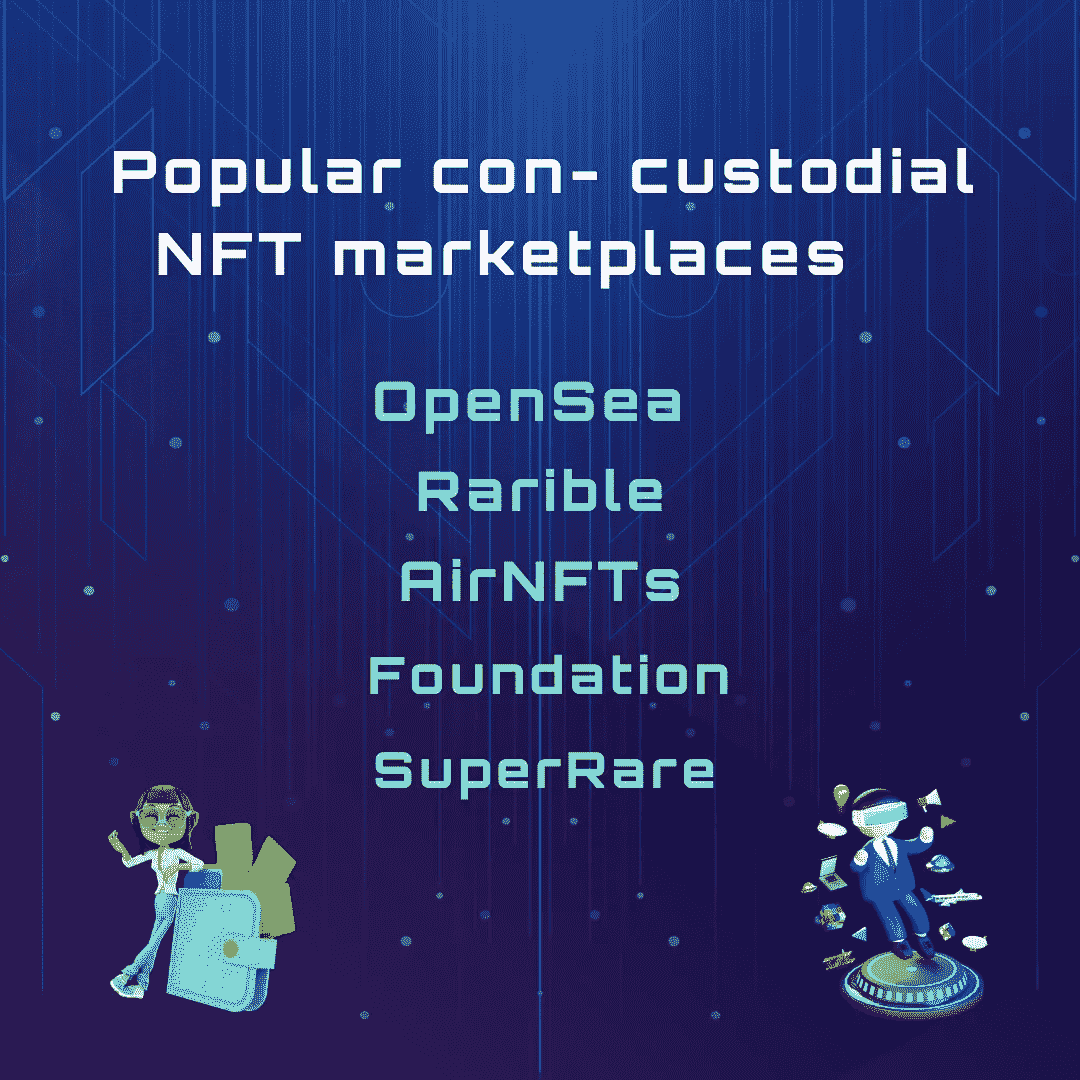 Popular con- custodial
NFT marketplaces
OpenSea
Rarible
AirNFTs
Foundation
SuperRare